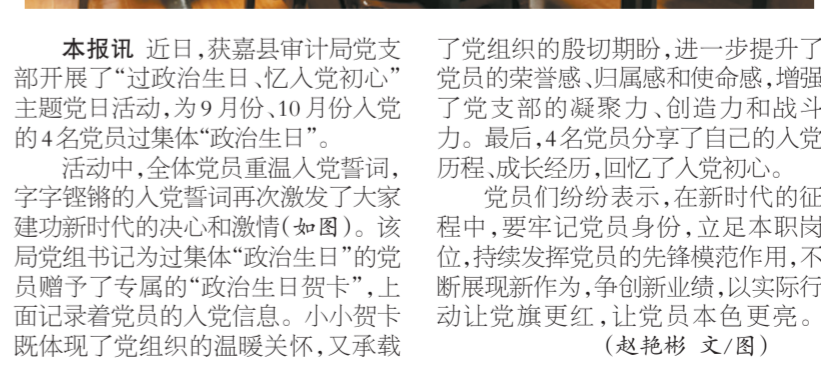 本报讯 近日,获嘉县审计局党支
部开展了“过政治生日、忆入党初心”
主题党日活动,为9月份、10月份入党
的4名党员过集体“政治生日”。
活动中,全体党员重温入党誓词,
字字铿锵的入党誓词再次激发了大家
建功新时代的决心和激情(如图)。该
局党组书记为过集体“政治生日”的党
员赠予了专属的“政治生日贺卡”,上
面记录着党员的入党信息。小小贺卡
既体现了党组织的温暖关怀,又承载
了党组织的殷切期盼,进一步提升了
党员的荣誉感、归属感和使命感,增强
了党支部的凝聚力、创造力和战斗
力。最后,4名党员分享了自己的入党
历程、成长经历,回忆了入党初心。
党员们纷纷表示,在新时代的征
程中,要牢记党员身份,立足本职岗
位,持续发挥党员的先锋模范作用,不
断展现新作为,争创新业绩,以实际行
动让党旗更红,让党员本色更亮。
(赵艳彬 文/图)